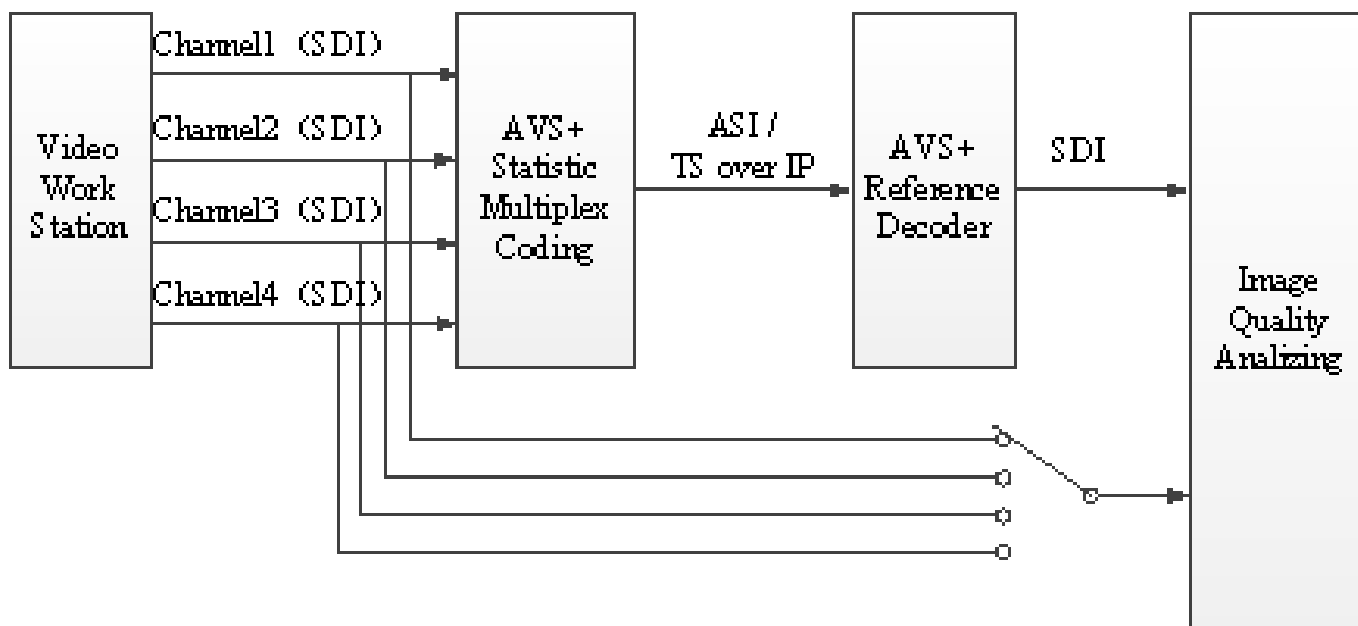 Channel1 (SDI)
Channel2 (SDI)
Channel3 (SDI)
Channel4 (SDI)
Video
Work
Station
AVS+
Statistic
Multiplex
Coding
ASI /
TS over IP
AVS+
Reference
Decoder
SDI
Image
Quality
Analizing